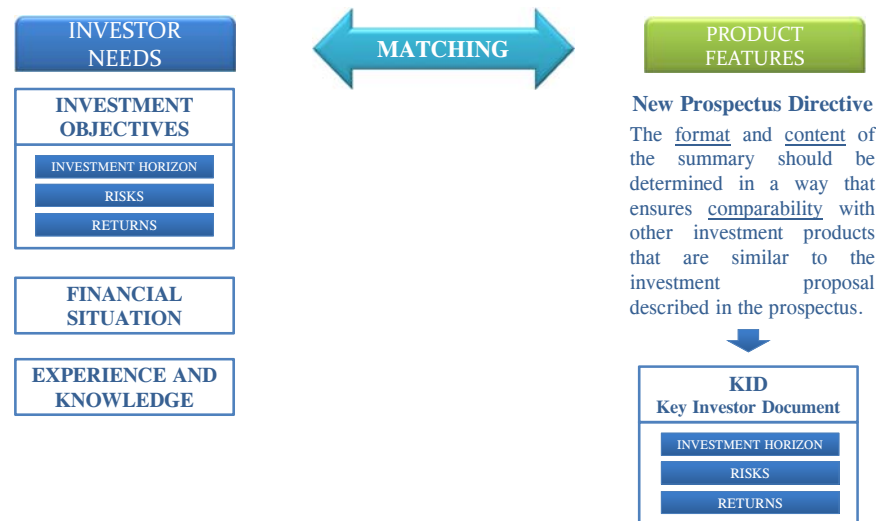 INVESTOR
NEEDS
MATCHING
PRODUCT
FEATURES
INVESTMENT
OBJECTIVES
INVESTMENT HORIZON
RISKS
RETURNS
FINANCIAL
SITUATION
EXPERIENCE AND
KNOWLEDGE
New Prospectus Directive
The format and content of
the summary should be
determined in a way that
ensures comparability with
other investment products
that are similar to the
investment proposal
described in the prospectus.
KID
Key Investor Document
INVESTMENT HORIZON
RISKS
RETURNS